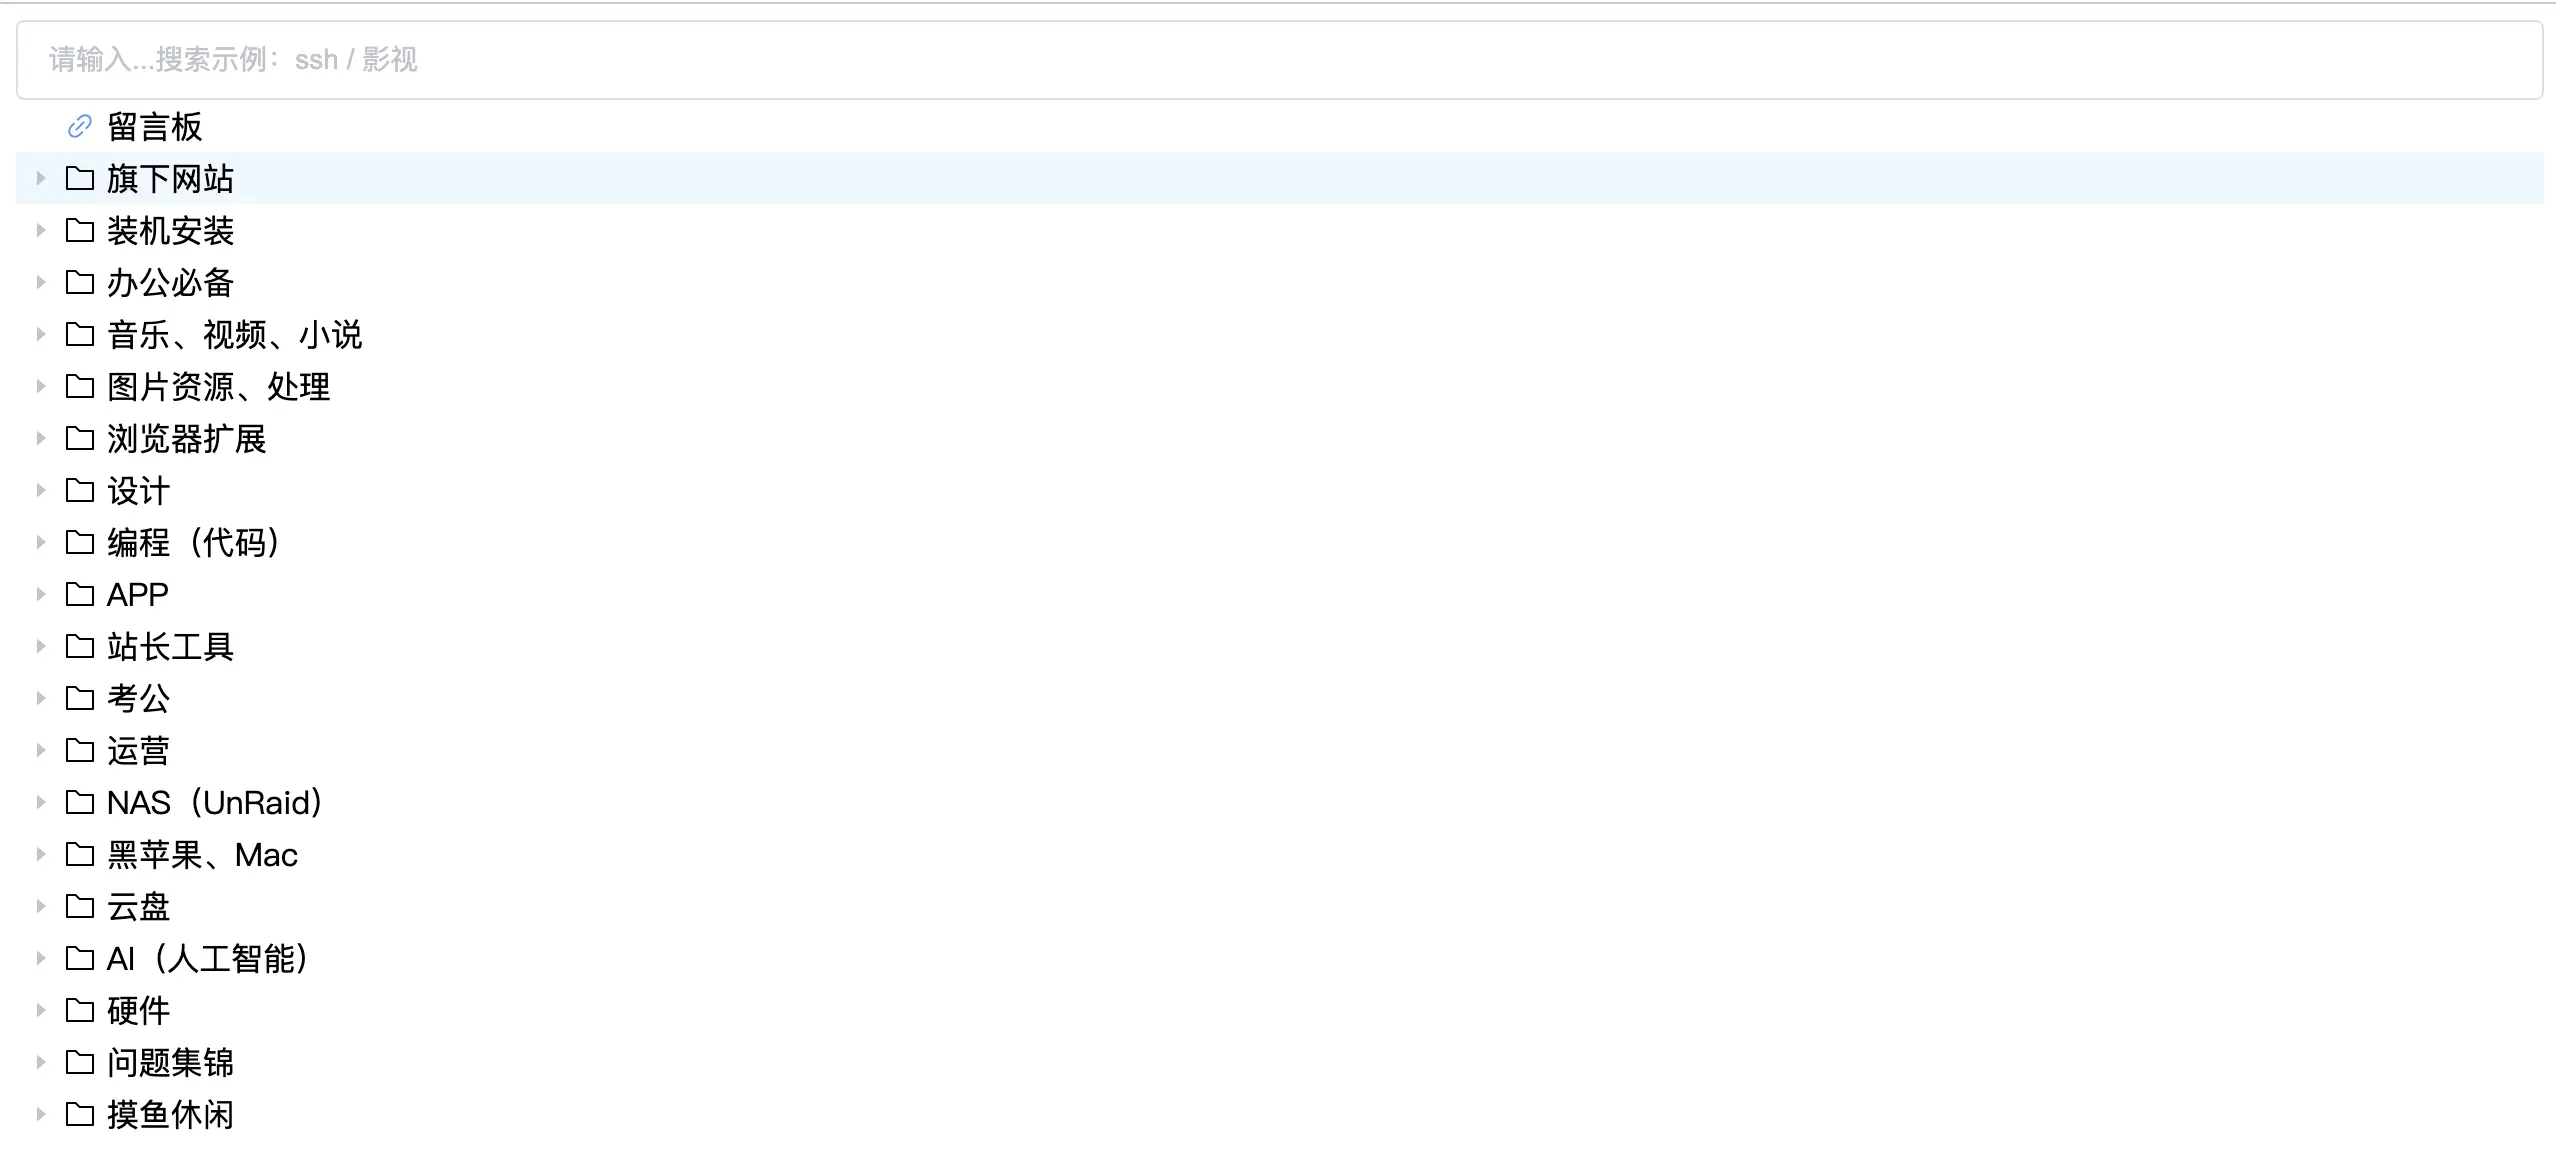 请输入...搜索示例：ssh / 影视
留言板
旗下网站
装机安装
办公必备
音乐、视频、小说
图片资源、处理
浏览器扩展
设计
编程（代码）
APP
站长工具
考公
运营
NAS（UnRaid）
黑苹果、Mac
云盘
AI（人工智能）
硬件
问题集锦
摸鱼休闲